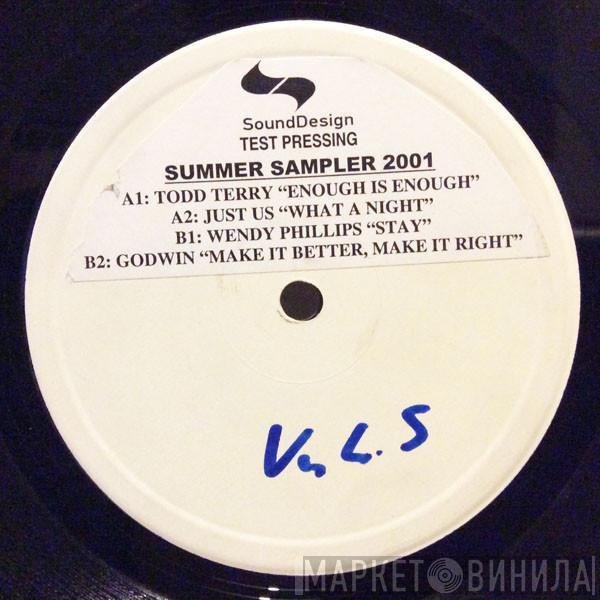 SoundDesign
TEST PRESSING
SUMMER SAMPLER 2001
A1: TODD TERRY “ENOUGH IS ENOUGH”
A2: JUST US “WHAT A NIGHT”
B1: WENDY PHILLIPS “STAY”
B2: GODWIN “MAKE IT BETTER, MAKE IT RIGHT”
МАРКЕТ ВИНИЛА